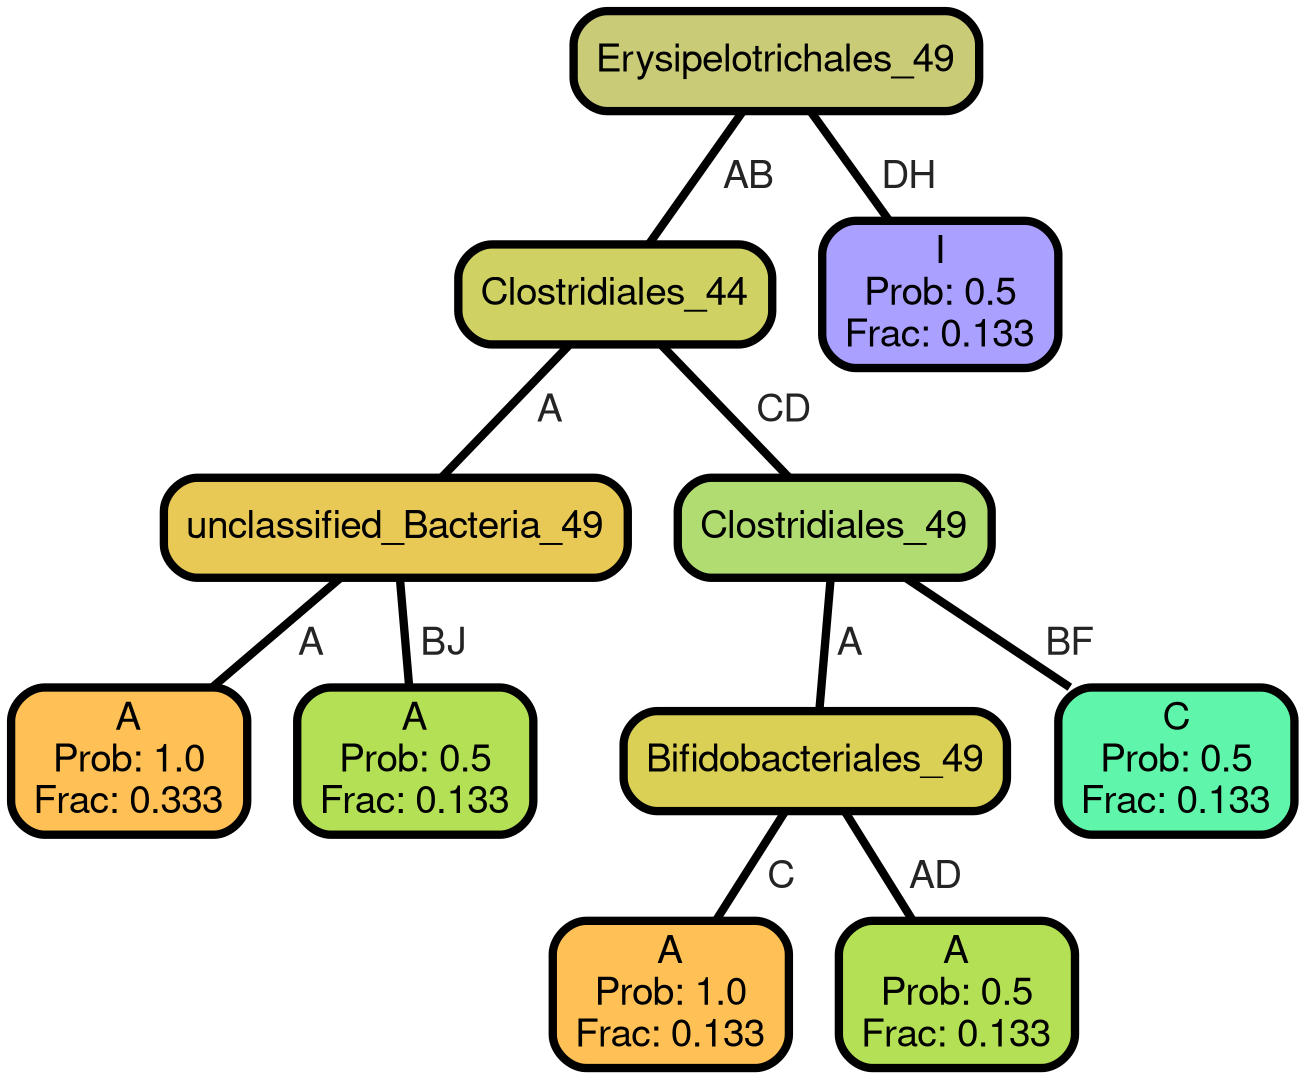 Erysipelotrichales_49
AB
DH
Clostridiales_44
I
Prob: 0.5
Frac: 0.133
A
CD
unclassified_Bacteria_49
Clostridiales_49
A
BJ
A
BF
A
Prob: 1.0
Frac: 0.333
A
Prob: 0.5
Frac: 0.133
Bifidobacteriales_49
C
Prob: 0.5
Frac: 0.133
C
AD
A
Prob: 1.0
Frac: 0.133
A
Prob: 0.5
Frac: 0.133